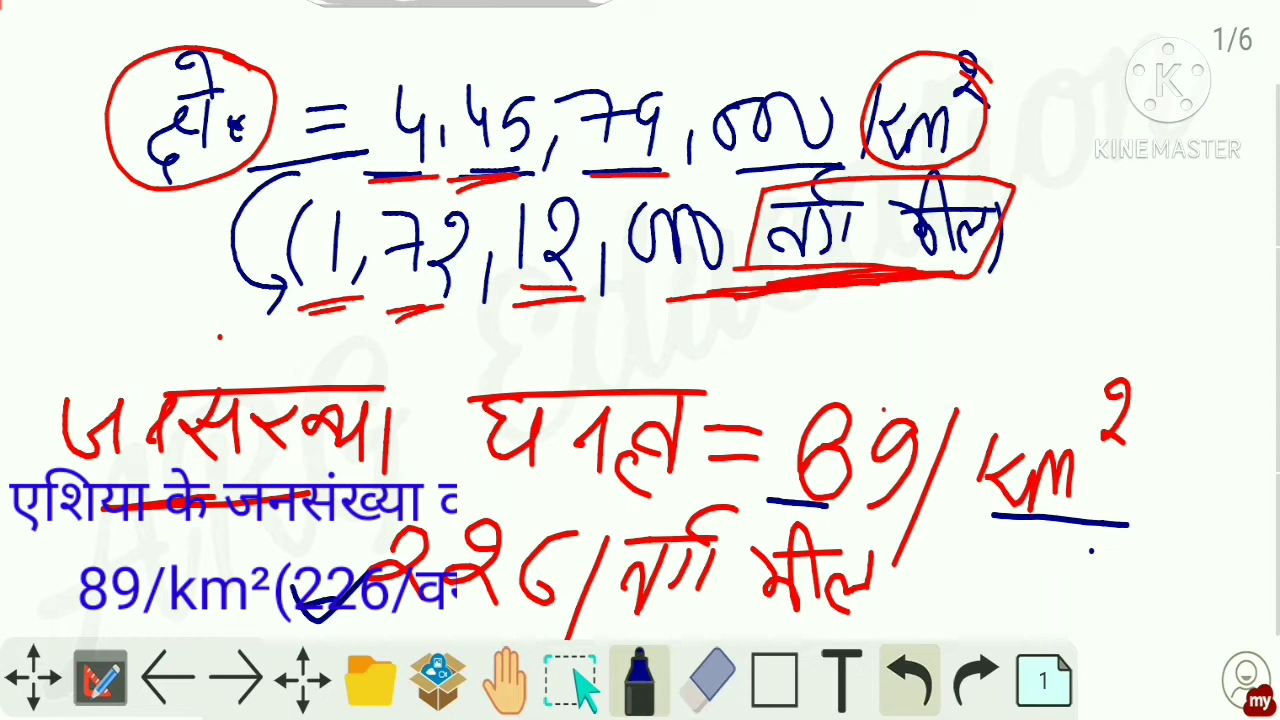 1/6
क्षेत्र = 4,45,79,000 km²
KINEMASTER
(1,72,12,000 वर्ग मील)
जनसंख्या घनत्व = 89/km²
एशिया के जनसंख्या
226/वर्ग मील
89/km²(226/वर्ग
1
my